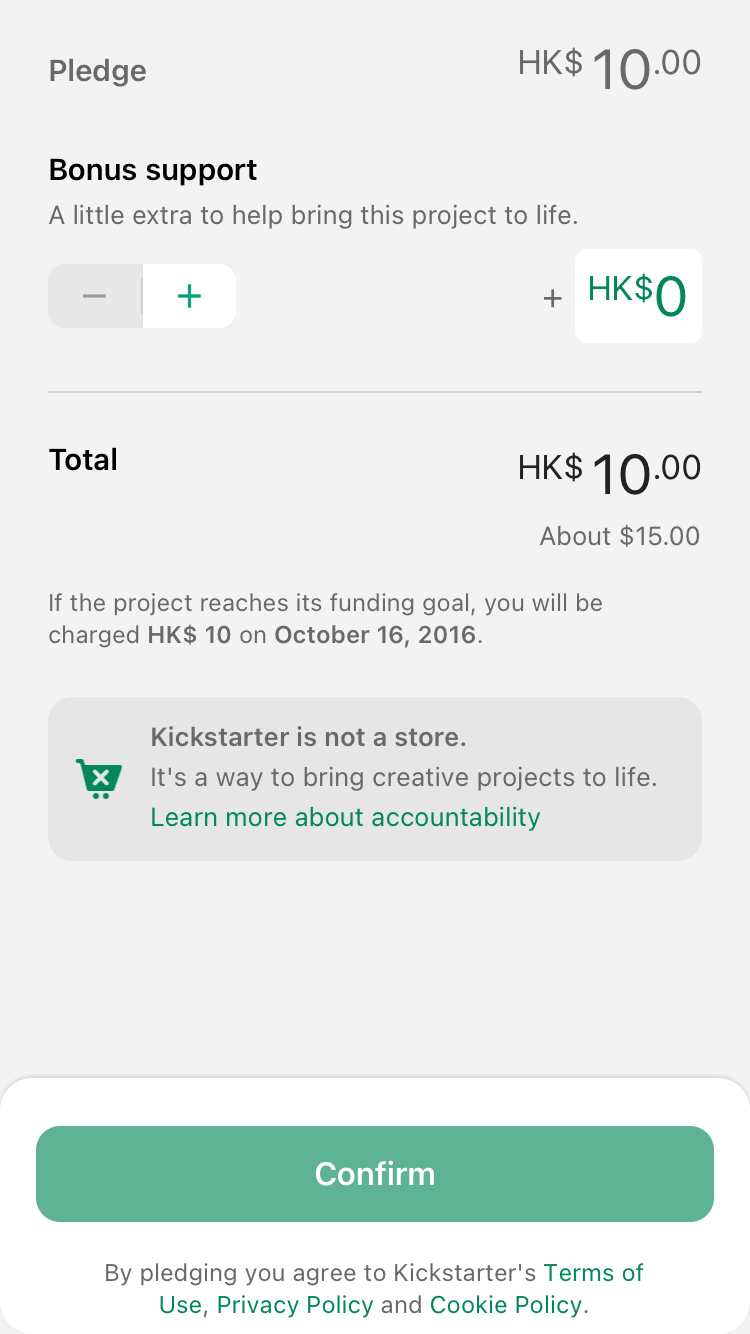 Pledge
HK$ 10.00
Bonus support
A little extra to help bring this project to life.
− +
+ HK$0
Total
HK$ 10.00
About $15.00
If the project reaches its funding goal, you will be
charged HK$ 10 on October 16, 2016.
Kickstarter is not a store.
It's a way to bring creative projects to life.
Learn more about accountability
Confirm
By pledging you agree to Kickstarter's Terms of
Use, Privacy Policy and Cookie Policy.